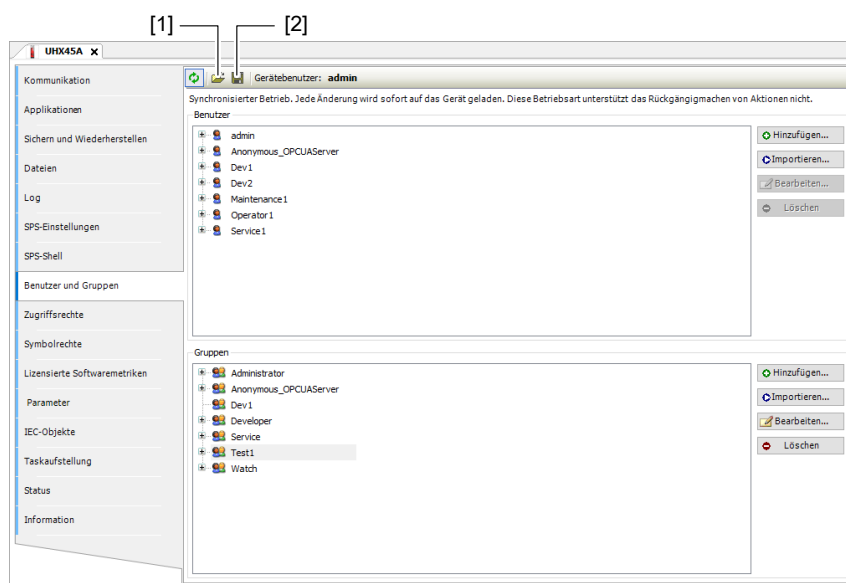 [1] [2]
UHX45A X
Kommunikation
Applikationen
Sichern und Wiederherstellen
Dateien
Log
SPS-Einstellungen
SPS-Shell
Benutzer und Gruppen
Zugriffsrechte
Symbolrechte
Lizensierte Softwaremetriken
Parameter
IEC-Objekte
Taskaufstellung
Status
Information
Gerätebenutzer: admin
Synchronisierter Betrieb. Jede Änderung wird sofort auf das Gerät geladen. Diese Betriebsart unterstützt das Rückgängigmachen von Aktionen nicht.
Benutzer
admin
Anonymous_OPCUAServer
Dev1
Dev2
Maintenance1
Operator1
Service1
Hinzufügen...
Importieren...
Bearbeiten...
Löschen
Gruppen
Administrator
Anonymous_OPCUAServer
Dev1
Developer
Service
Test1
Watch
Hinzufügen...
Importieren...
Bearbeiten...
Löschen